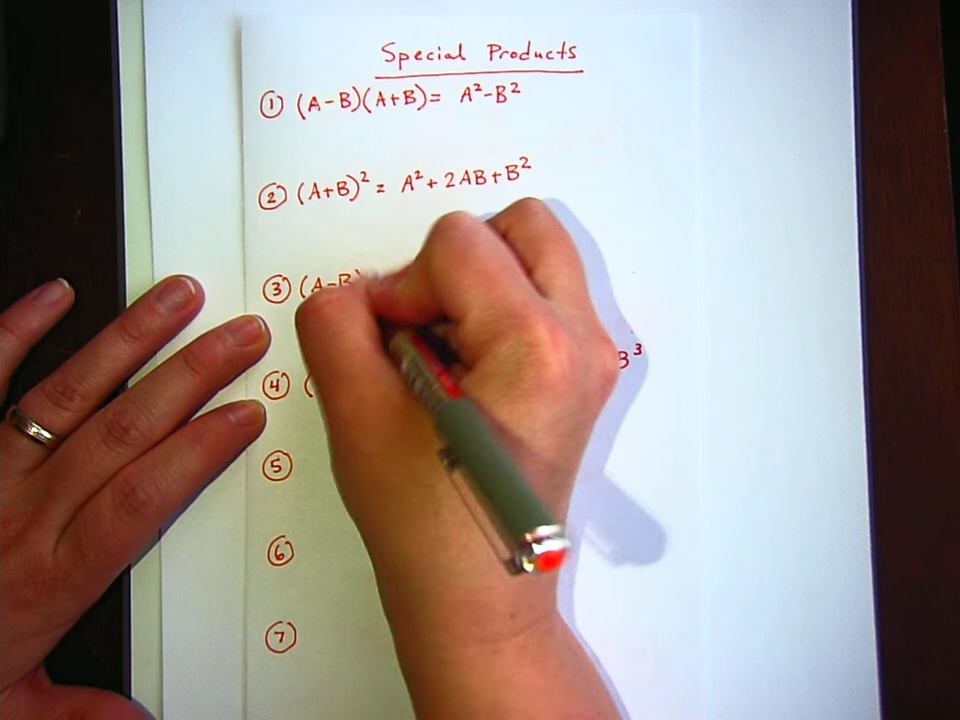 Special Products
① (A-B)(A+B) = A²-B²
② (A+B)² = A²+2AB+B²
③ (A-B)
④ ( B³
⑤
⑥
⑦